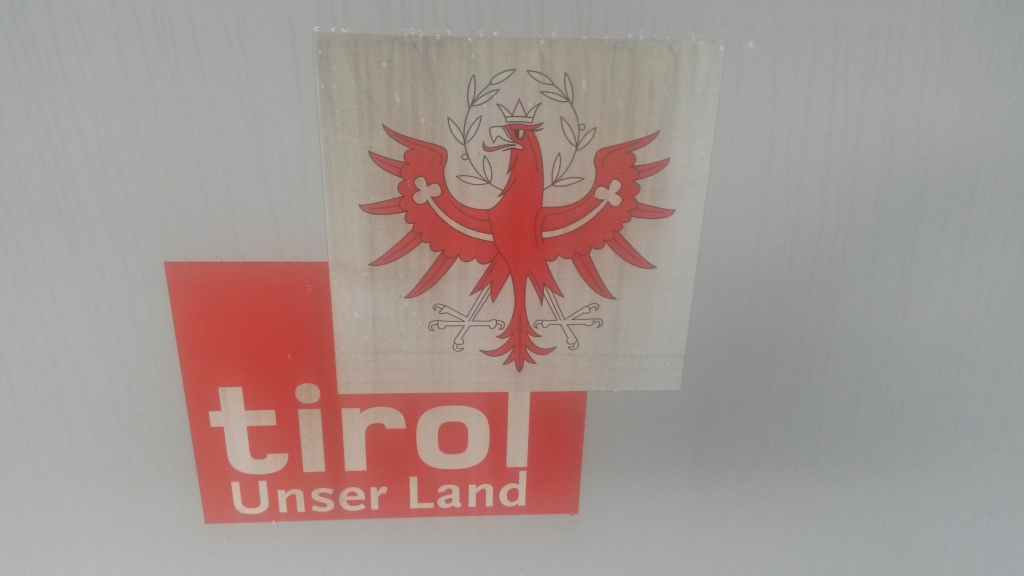 tirol
Unser Land